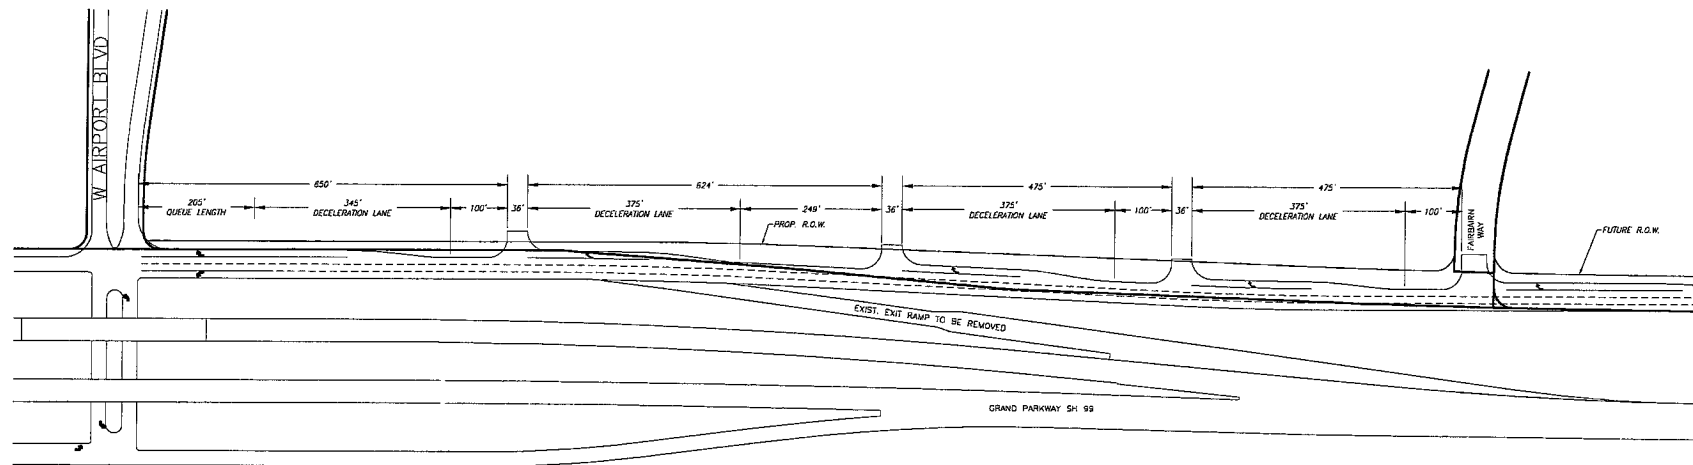 W AIRPORT BLVD
650'
624'
475'
475'
205'
QUEUE LENGTH
345'
DECELERATION LANE
100'
36'
375'
DECELERATION LANE
249'
36'
375'
DECELERATION LANE
100'
36'
375'
DECELERATION LANE
100'
PROP. R.O.W.
FAIRBAIRN
WAY
FUTURE R.O.W.
EXIST. EXIT RAMP TO BE REMOVED
GRAND PARKWAY SH 99